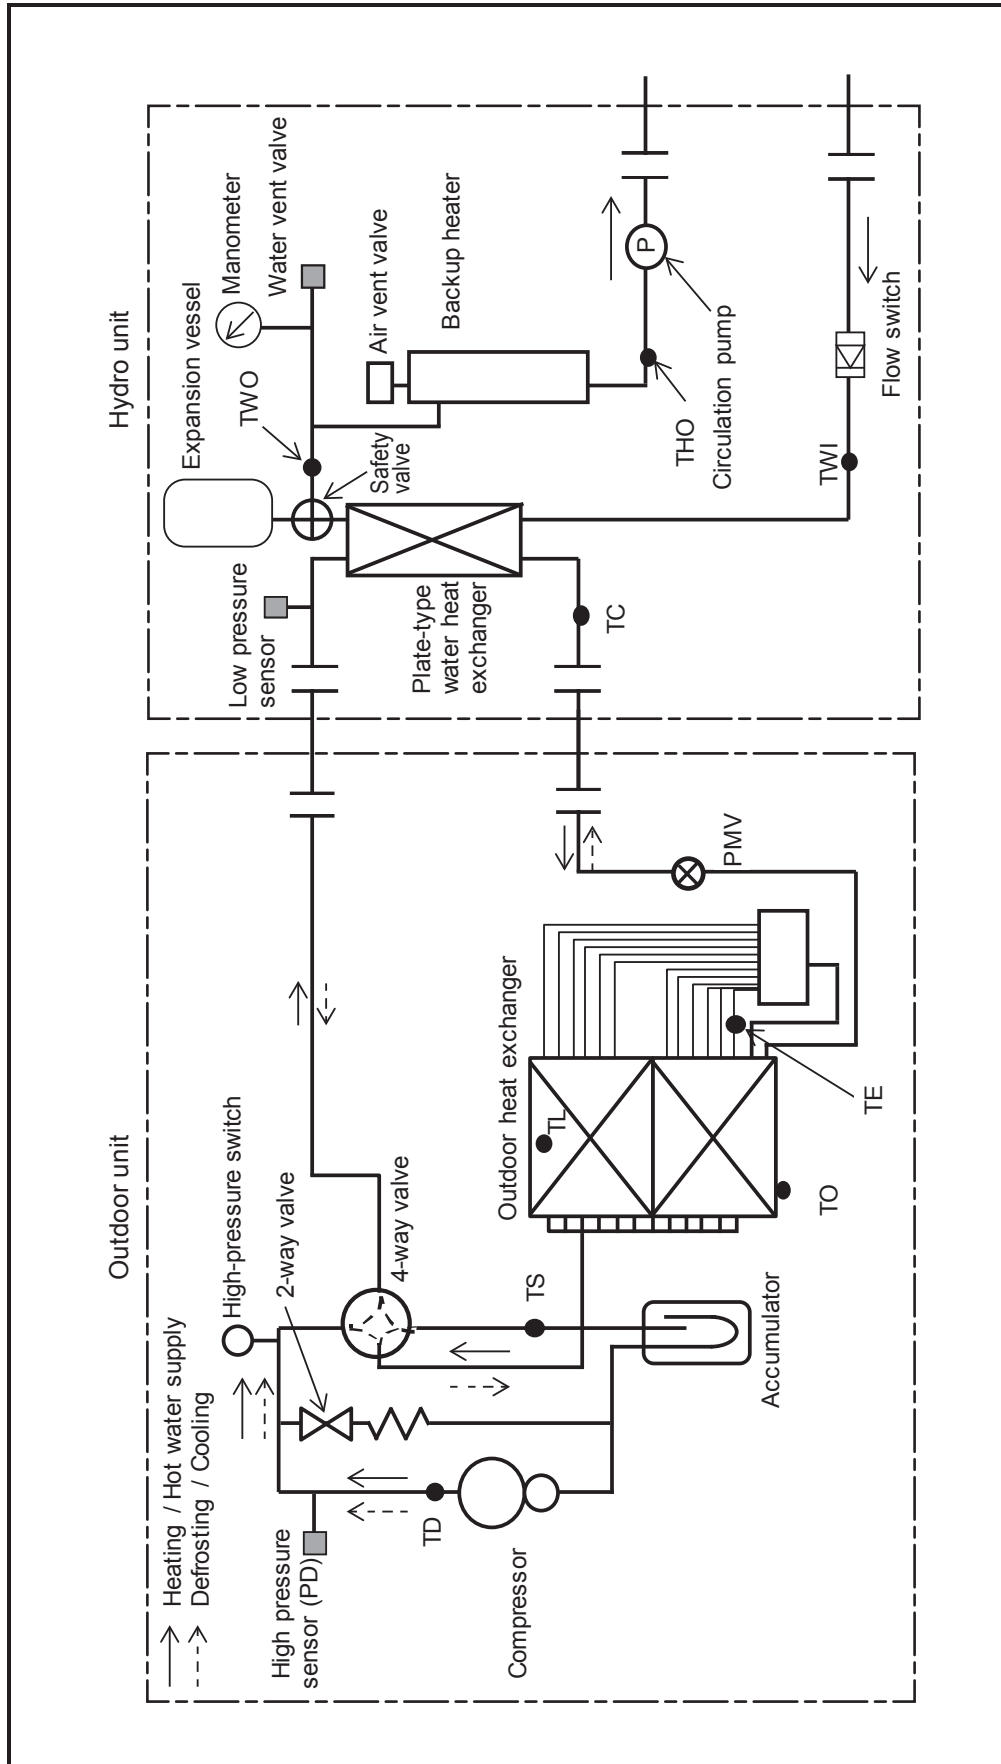 Heating / Hot water supply
Defrosting / Cooling
Outdoor unit
Hydro unit
High-pressure switch
2-way valve
4-way valve
High pressure
sensor (PD)
TD
Compressor
TS
Accumulator
Outdoor heat exchanger
TL
TO
TE
PMV
Low pressure
sensor
Plate-type
water heat
exchanger
TC
Expansion vessel
TWO
Safety
valve
Manometer
Water vent valve
Air vent valve
Backup heater
THO
Circulation pump
P
TWI
Flow switch